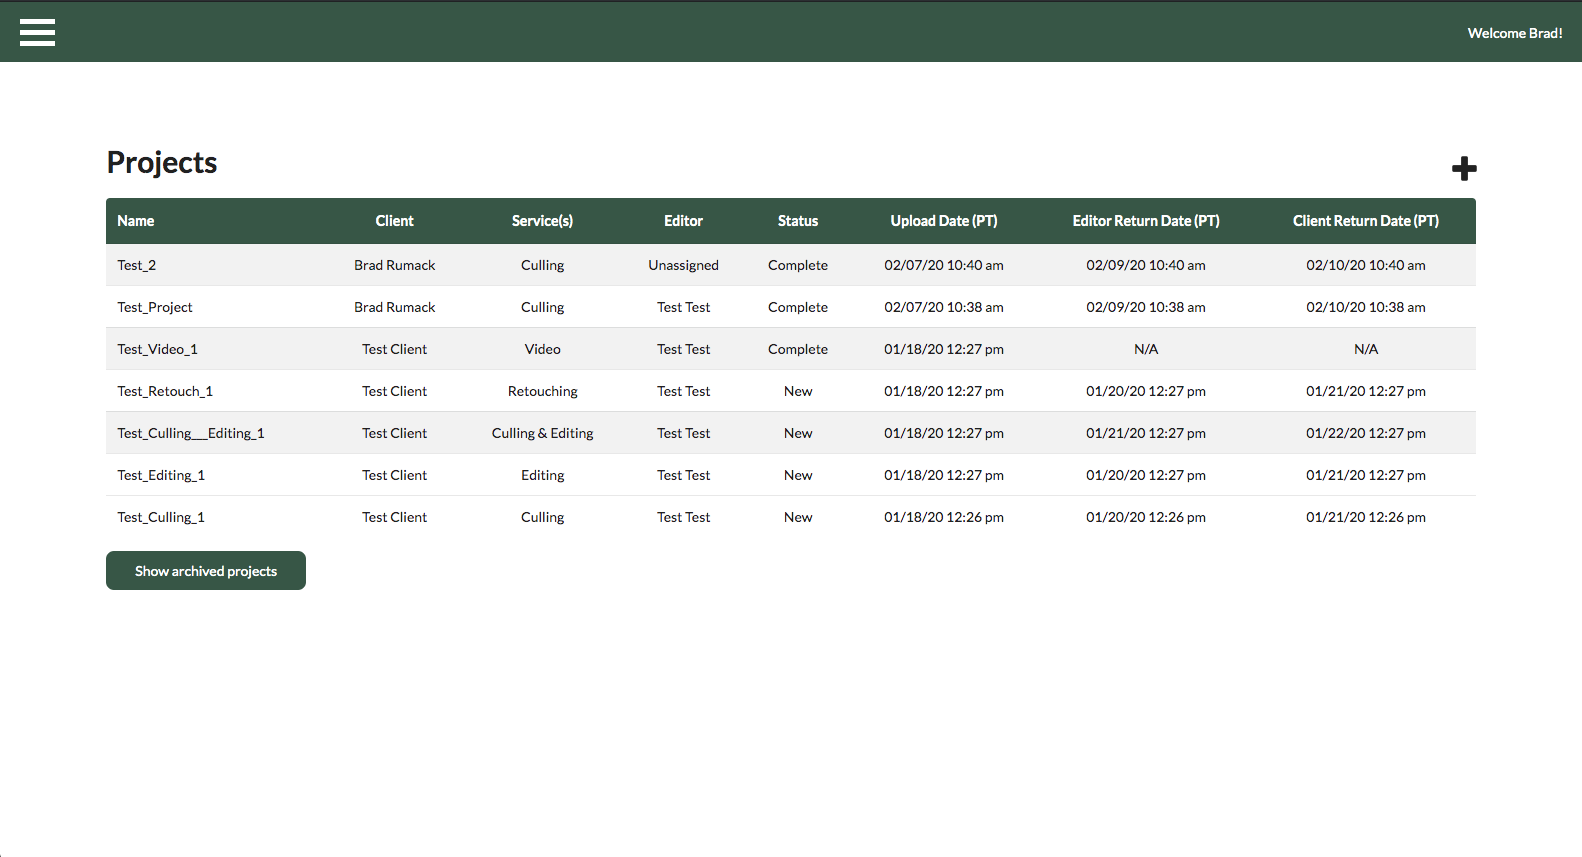 Welcome Brad!
Projects
Name Client Service(s) Editor Status Upload Date (PT) Editor Return Date (PT) Client Return Date (PT)
Test_2 Brad Rumack Culling Unassigned Complete 02/07/20 10:40 am 02/09/20 10:40 am 02/10/20 10:40 am
Test_Project Brad Rumack Culling Test Test Complete 02/07/20 10:38 am 02/09/20 10:38 am 02/10/20 10:38 am
Test_Video_1 Test Client Video Test Test Complete 01/18/20 12:27 pm N/A N/A
Test_Retouch_1 Test Client Retouching Test Test New 01/18/20 12:27 pm 01/20/20 12:27 pm 01/21/20 12:27 pm
Test_Culling___Editing_1 Test Client Culling & Editing Test Test New 01/18/20 12:27 pm 01/21/20 12:27 pm 01/22/20 12:27 pm
Test_Editing_1 Test Client Editing Test Test New 01/18/20 12:27 pm 01/20/20 12:27 pm 01/21/20 12:27 pm
Test_Culling_1 Test Client Culling Test Test New 01/18/20 12:26 pm 01/20/20 12:26 pm 01/21/20 12:26 pm
Show archived projects